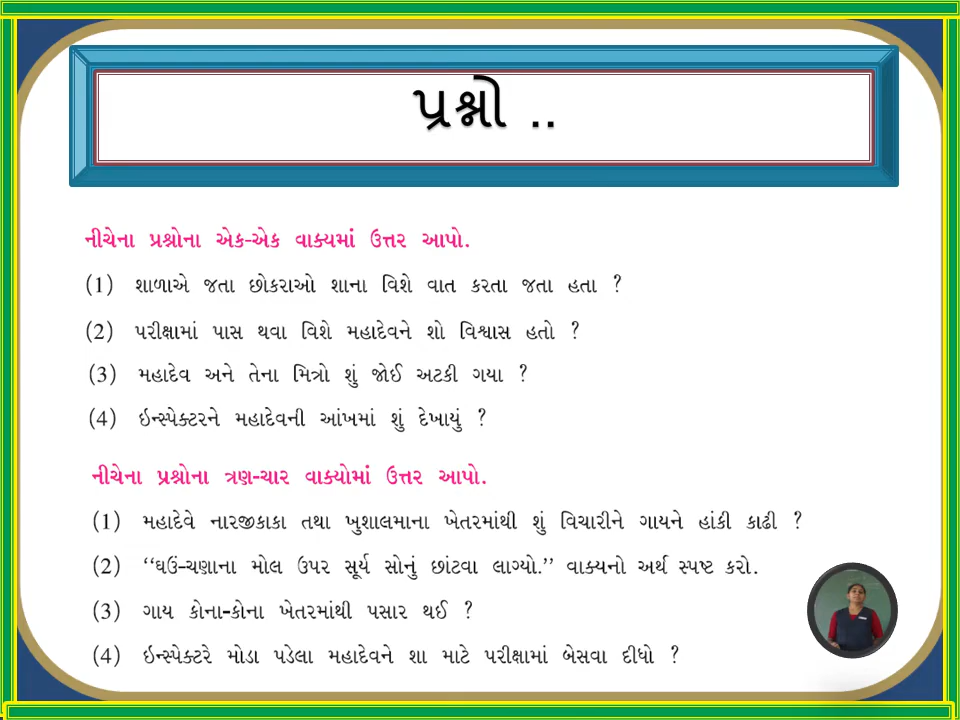 પ્રશ્નો ..
નીચેના પ્રશ્નોના એક-એક વાક્યમાં ઉત્તર આપો.
(1) શાળાએ જતા છોકરાઓ શાના વિશે વાત કરતા જતા હતા ?
(2) પરીક્ષામાં પાસ થવા વિશે મહાદેવને શો વિશ્વાસ હતો ?
(3) મહાદેવ અને તેના મિત્રો શું જોઈ અટકી ગયા ?
(4) ઇન્સ્પેક્ટરને મહાદેવની આંખમાં શું દેખાયું ?
નીચેના પ્રશ્નોના ત્રણ-ચાર વાક્યોમાં ઉત્તર આપો.
(1) મહાદેવે નારજીકાકા તથા ખુશાલમાના ખેતરમાંથી શું વિચારીને ગાયને હાંકી કાઢી ?
(2) “ઘઉં-ચણાના મોલ ઉપર સૂર્ય સોનું છાંટવા લાગ્યો.” વાક્યનો અર્થ સ્પષ્ટ કરો.
(3) ગાય કોના-કોના ખેતરમાંથી પસાર થઈ ?
(4) ઇન્સ્પેક્ટરે મોડા પડેલા મહાદેવને શા માટે પરીક્ષામાં બેસવા દીધો ?